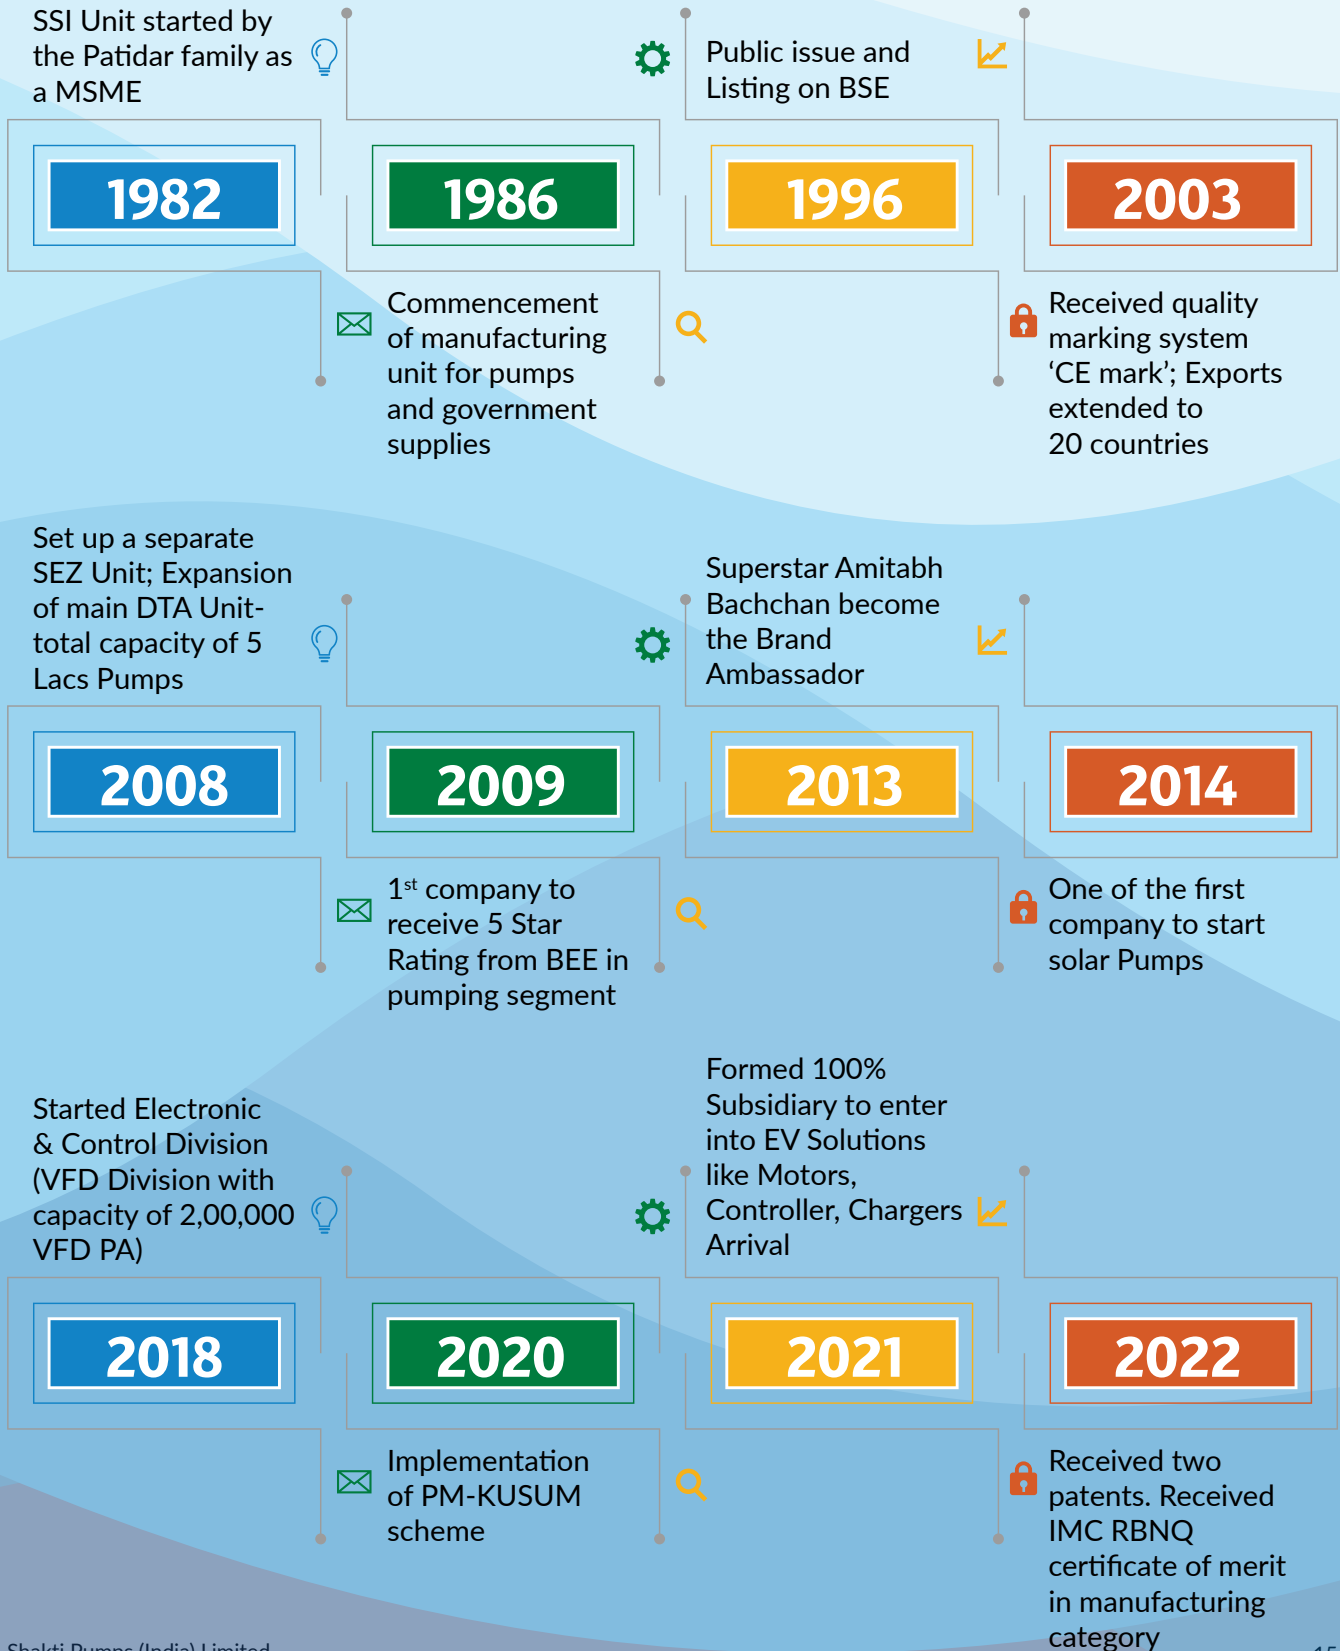 SSI Unit started by
the Patidar family as
a MSME
1982
1986
Commencement
of manufacturing
unit for pumps
and government
supplies
Public issue and
Listing on BSE
1996
2003
Received quality
marking system
‘CE mark’; Exports
extended to
20 countries
Set up a separate
SEZ Unit; Expansion
of main DTA Unit-
total capacity of 5
Lacs Pumps
2008
2009
1st company to
receive 5 Star
Rating from BEE in
pumping segment
Superstar Amitabh
Bachchan become
the Brand
Ambassador
2013
2014
One of the first
company to start
solar Pumps
Started Electronic
& Control Division
(VFD Division with
capacity of 2,00,000
VFD PA)
2018
2020
Implementation
of PM-KUSUM
scheme
Formed 100%
Subsidiary to enter
into EV Solutions
like Motors,
Controller, Chargers
Arrival
2021
2022
Received two
patents. Received
IMC RBNQ
certificate of merit
in manufacturing
category
Shakti Pumps (India) Limited